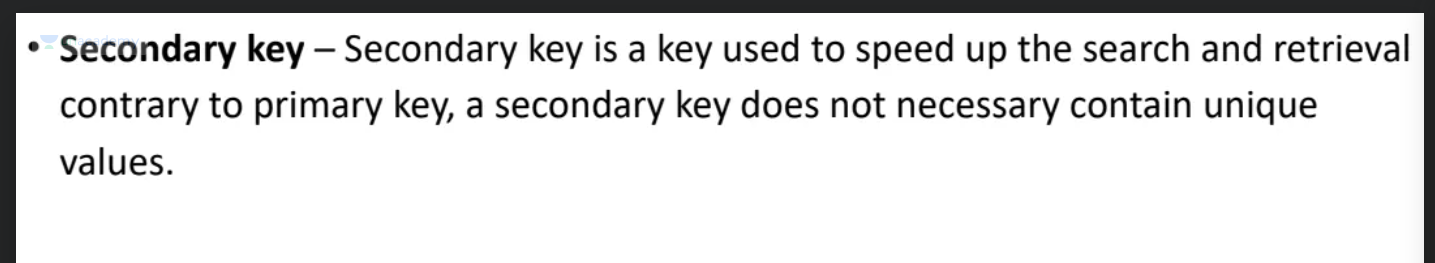 • Secondary key – Secondary key is a key used to speed up the search and retrieval
contrary to primary key, a secondary key does not necessary contain unique
values.